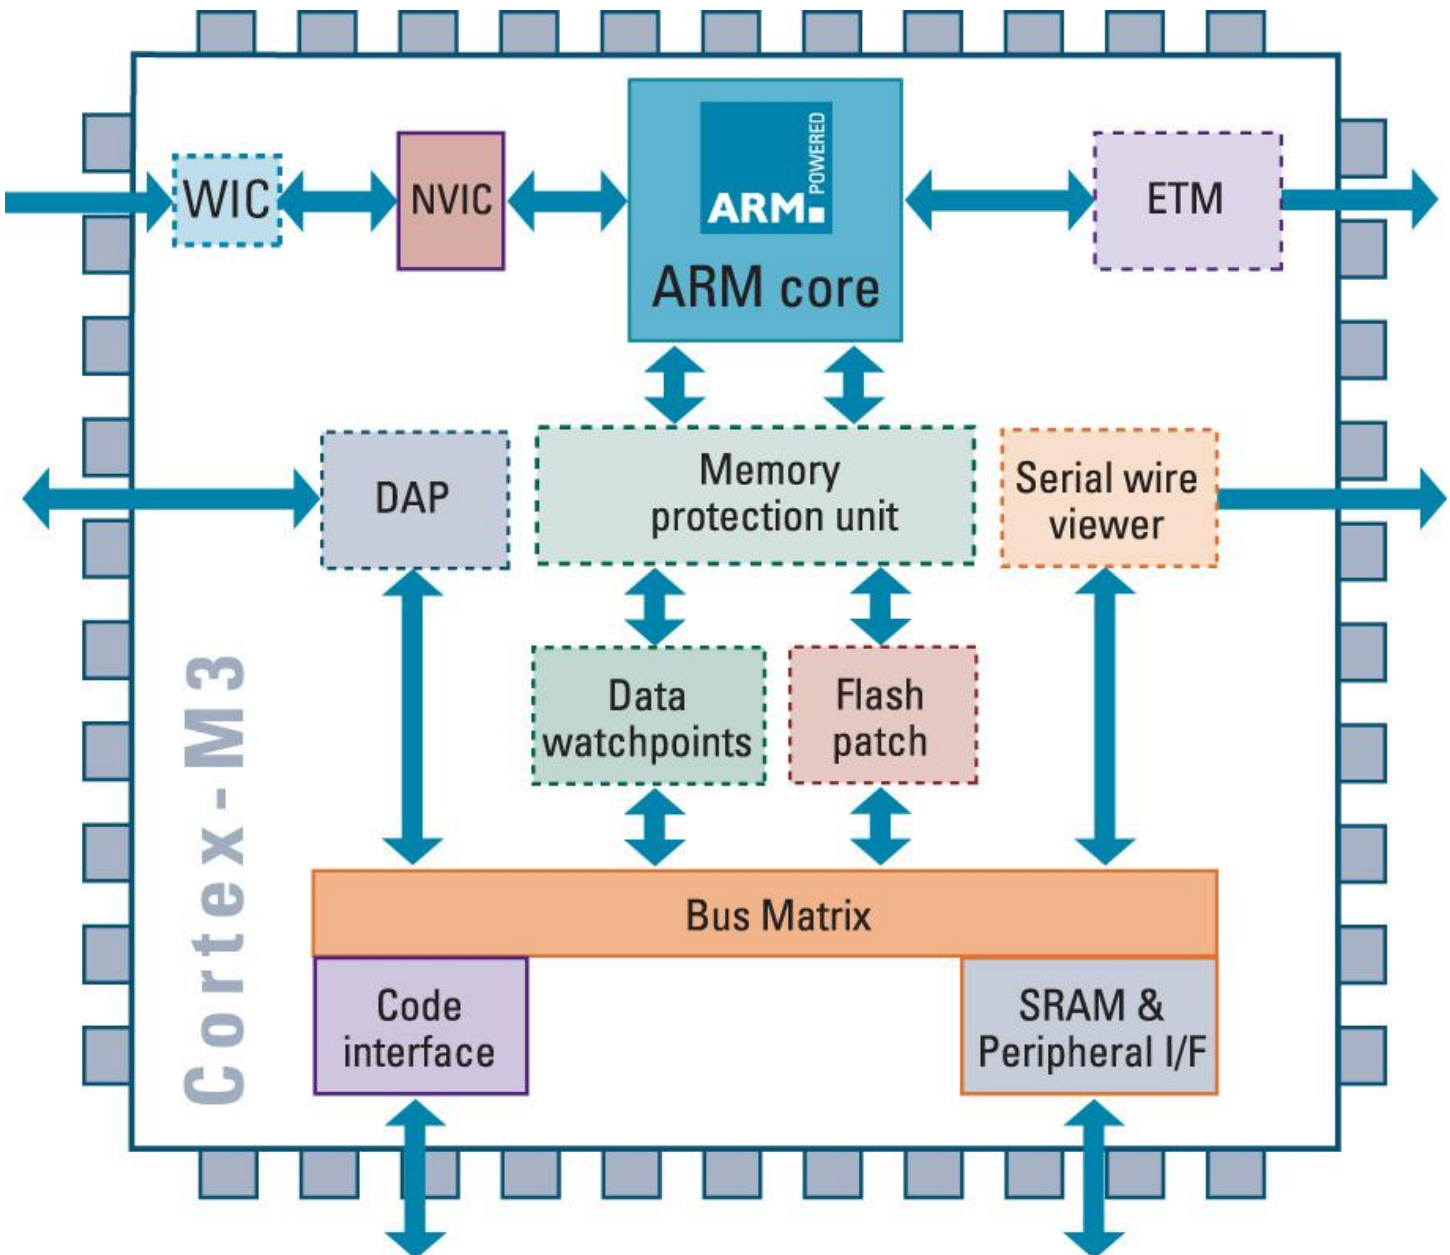 WIC
NVIC
ARM
POWERED
ARM core
ETM
DAP
Memory
protection unit
Serial wire
viewer
Data
watchpoints
Flash
patch
Cortex-M3
Bus Matrix
Code
interface
SRAM &
Peripheral I/F